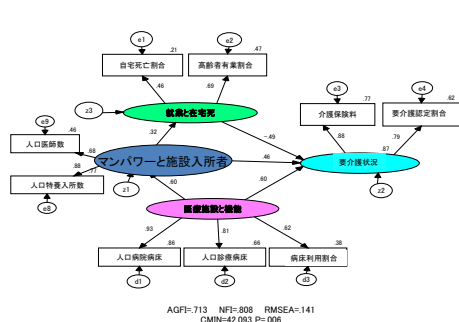 e1
e2
.21
.47
自宅死亡割合
高齢者有業割合
e3
e4
.46
.69
.77
.62
z3
就業と在宅死
介護保険料
要介護認定割合
e9
.46
.32
-.49
.88
.79
人口医師数
.68
.87
マンパワーと施設入所者
.46
要介護状況
.88
.77
人口特養入所数
z1
.60
.60
z2
e8
医療施設と機能
.93
.81
.62
.86
.66
.38
人口病院病床
人口診療病床
病床利用割合
d1
d2
d3
AGFI=.713 NFI=.808 RMSEA=.141
CMIN=42.093 P=.006